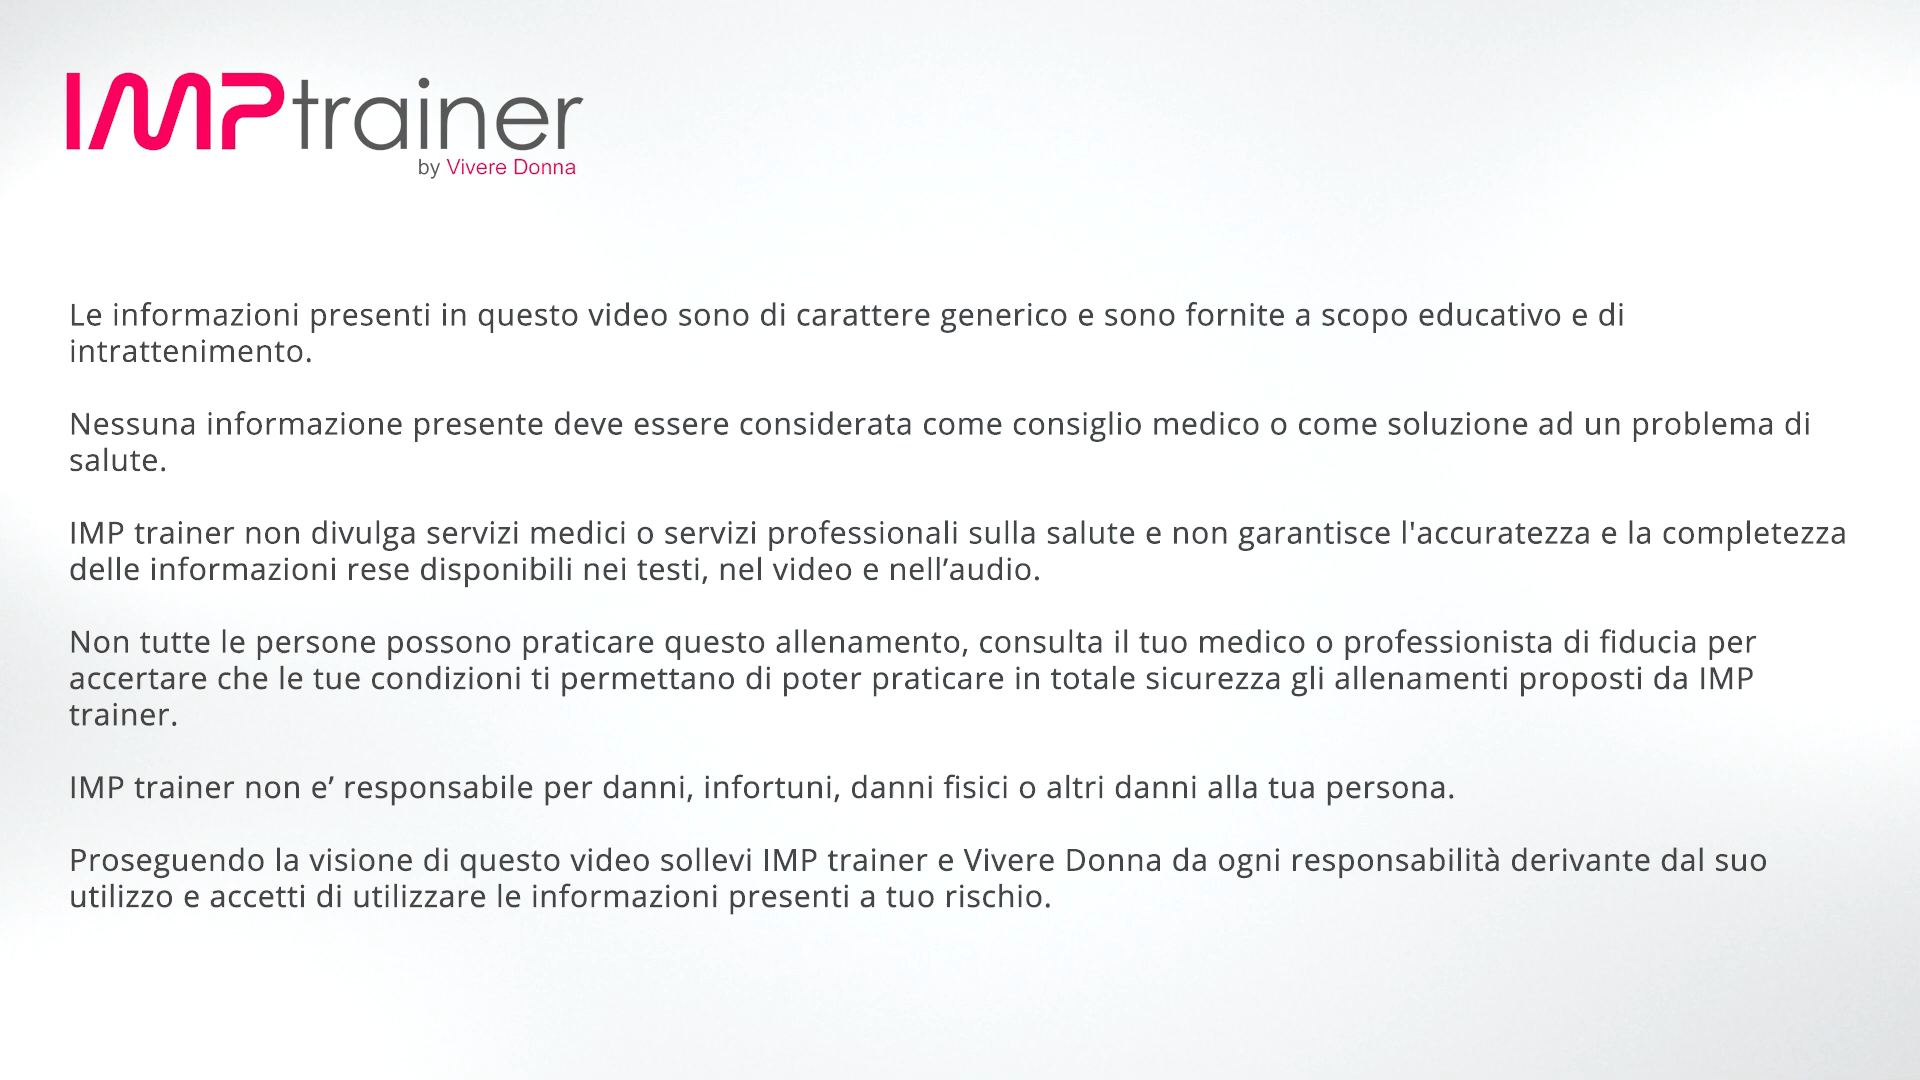 IMPtrainer
by Vivere Donna
Le informazioni presenti in questo video sono di carattere generico e sono fornite a scopo educativo e di
intrattenimento.
Nessuna informazione presente deve essere considerata come consiglio medico o come soluzione ad un problema di
salute.
IMP trainer non divulga servizi medici o servizi professionali sulla salute e non garantisce l'accuratezza e la completezza
delle informazioni rese disponibili nei testi, nel video e nell’audio.
Non tutte le persone possono praticare questo allenamento, consulta il tuo medico o professionista di fiducia per
accertare che le tue condizioni ti permettano di poter praticare in totale sicurezza gli allenamenti proposti da IMP
trainer.
IMP trainer non e’ responsabile per danni, infortuni, danni fisici o altri danni alla tua persona.
Proseguendo la visione di questo video sollevi IMP trainer e Vivere Donna da ogni responsabilità derivante dal suo
utilizzo e accetti di utilizzare le informazioni presenti a tuo rischio.